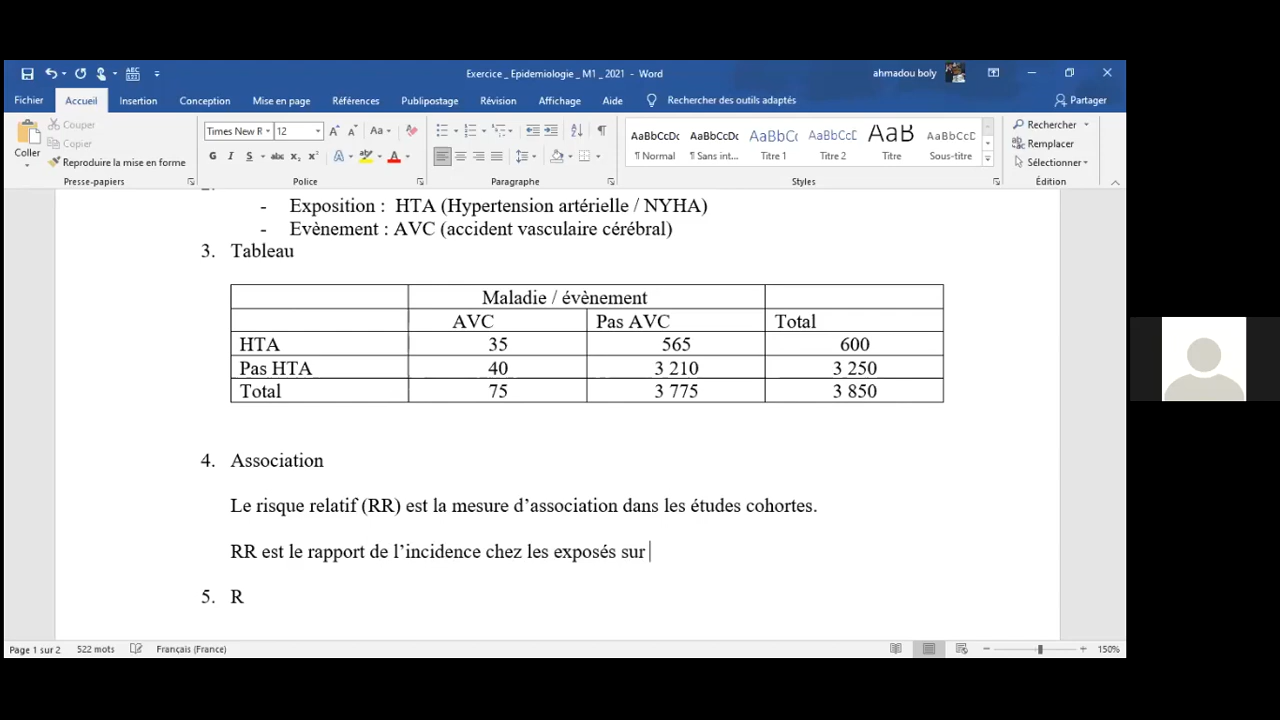 Exercice _ Epidemiologie _ M1 _ 2021 - Word
ahmadou boly
Fichier Accueil Insertion Conception Mise en page Références Publipostage Révision Affichage Aide Rechercher des outils adaptés Partager
Coller
Couper
Copier
Reproduire la mise en forme
Presse-papiers
Times New R 12
Police
Paragraphe
AaBbCcDc AaBbCcDc AaBbCc AaBbCcD AaB AaBbCcD
¶ Normal ¶ Sans int... Titre 1 Titre 2 Titre Sous-titre
Styles
Rechercher
Remplacer
Sélectionner
Édition
- Exposition : HTA (Hypertension artérielle / NYHA)
- Evènement : AVC (accident vasculaire cérébral)
3. Tableau
Maladie / évènement
AVC Pas AVC Total
HTA 35 565 600
Pas HTA 40 3 210 3 250
Total 75 3 775 3 850
4. Association
Le risque relatif (RR) est la mesure d’association dans les études cohortes.
RR est le rapport de l’incidence chez les exposés sur
5. R
Page 1 sur 2 522 mots Français (France) 150%